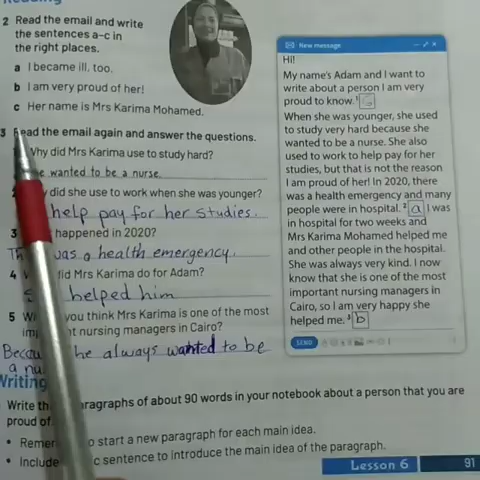 2 Read the email and write
the sentences a–c in
the right places.
a I became ill, too.
b I am very proud of her!
c Her name is Mrs Karima Mohamed.
3 Read the email again and answer the questions.
Why did Mrs Karima use to study hard?
wanted to be a nurse.
did she use to work when she was younger?
help pay for her studies.
3 happened in 2020?
was a health emergency.
4 did Mrs Karima do for Adam?
helped him
5 you think Mrs Karima is one of the most
nursing managers in Cairo?
he always wanted to be
a
Writing
Write paragraphs of about 90 words in your notebook about a person that you are
proud of.
• to start a new paragraph for each main idea.
• sentence to introduce the main idea of the paragraph.
New message
Hi!
My name's Adam and I want to
write about a person I am very
proud to know. 1
When she was younger, she used
to study very hard because she
wanted to be a nurse. She also
used to work to help pay for her
studies, but that is not the reason
I am proud of her! In 2020, there
was a health emergency and many
people were in hospital. 2 a I was
in hospital for two weeks and
Mrs Karima Mohamed helped me
and other people in the hospital.
She was always very kind. I now
know that she is one of the most
important nursing managers in
Cairo, so I am very happy she
helped me. 3 b
SEND
Lesson 6 91